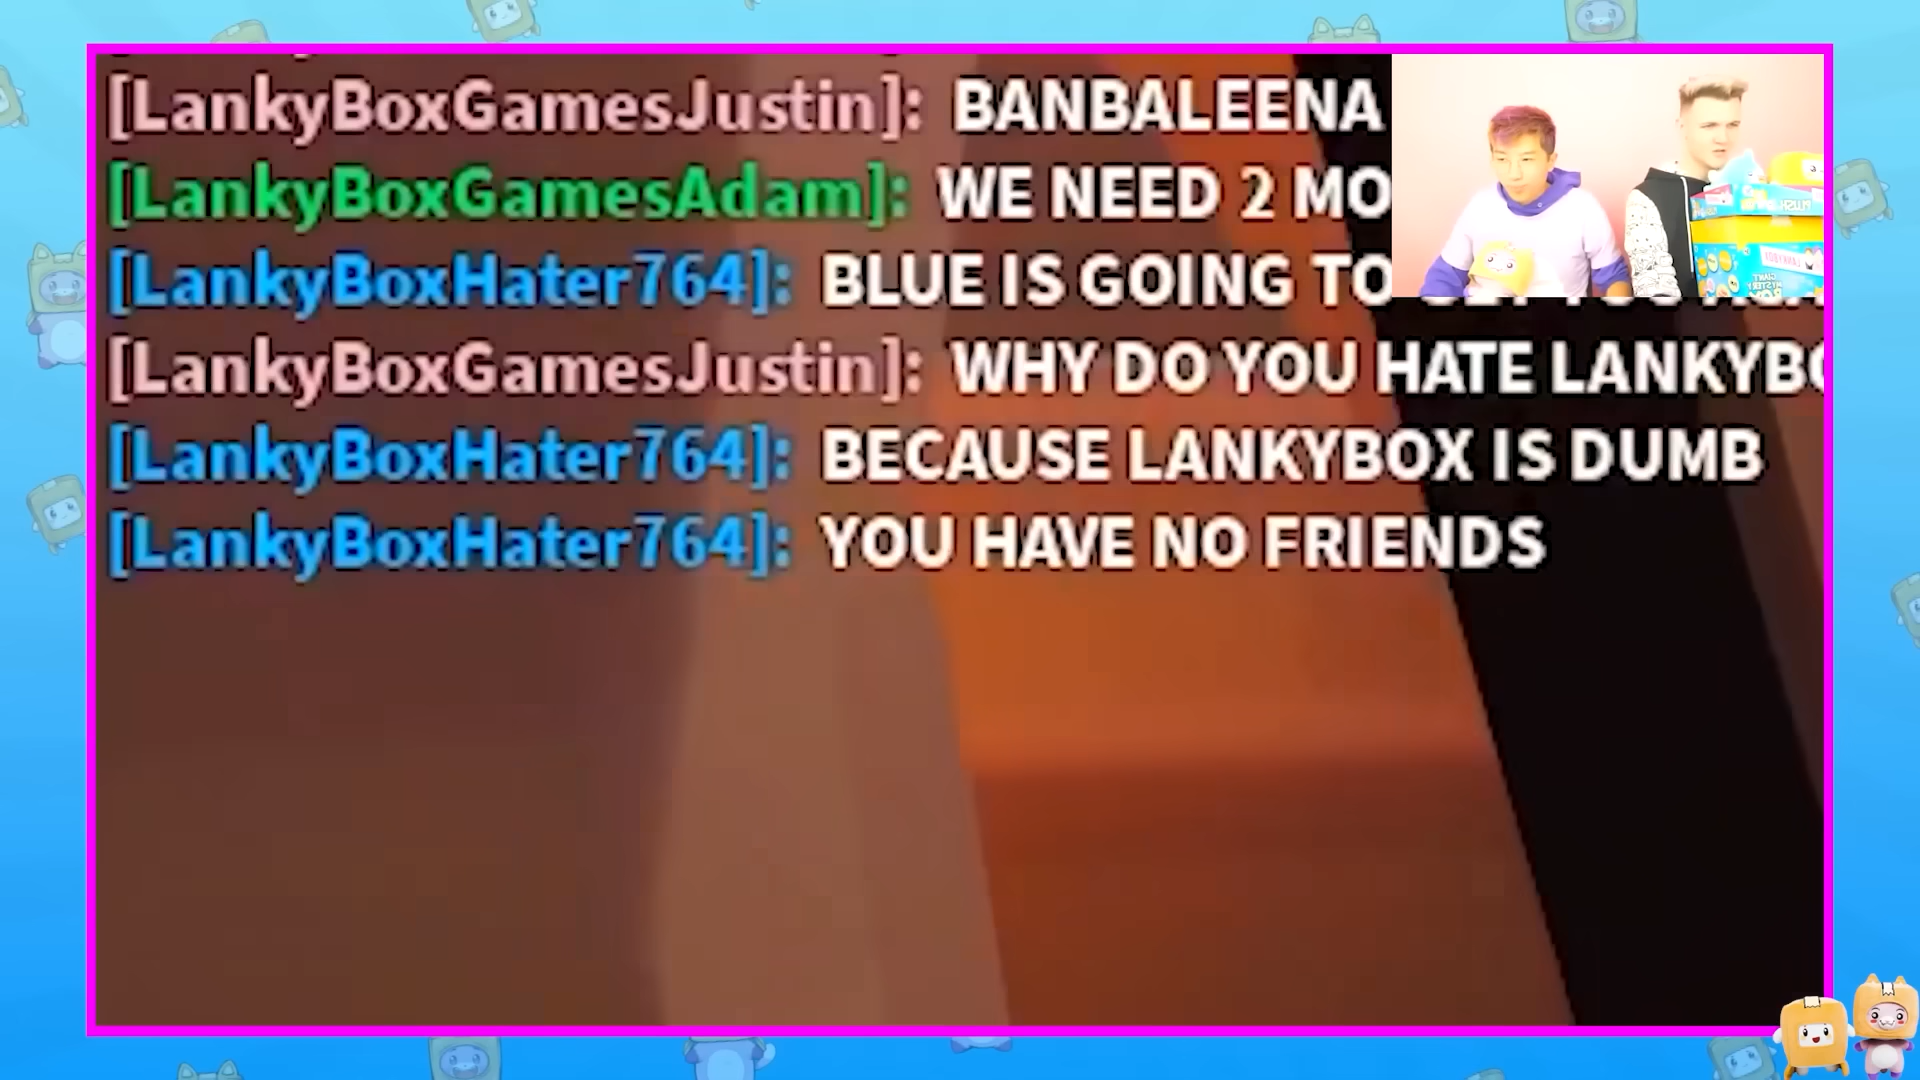 [LankyBoxGamesJustin]: BANBALEENA
[LankyBoxGamesAdam]: WE NEED 2 MO
[LankyBoxHater764]: BLUE IS GOING TO
[LankyBoxGamesJustin]: WHY DO YOU HATE LANKYBO
[LankyBoxHater764]: BECAUSE LANKYBOX IS DUMB
[LankyBoxHater764]: YOU HAVE NO FRIENDS